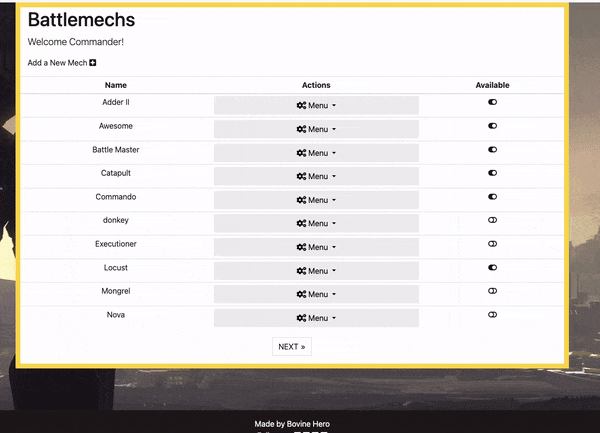 Battlemechs
Welcome Commander!
Add a New Mech
Name Actions Available
Adder II Menu
Awesome Menu
Battle Master Menu
Catapult Menu
Commando Menu
donkey Menu
Executioner Menu
Locust Menu
Mongrel Menu
Nova Menu
NEXT »
Made by Bovine Hero